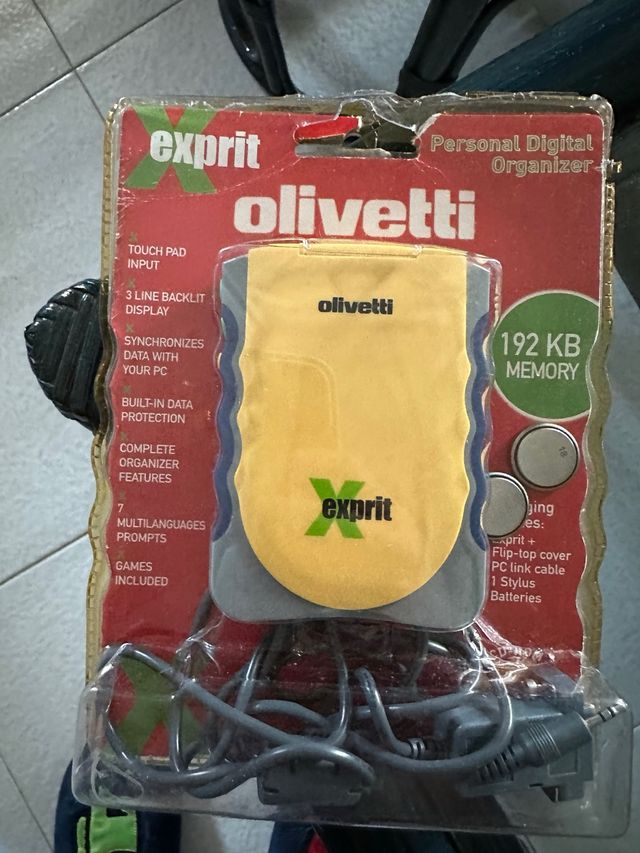 exprit
Personal Digital
Organizer
olivetti
TOUCH PAD
INPUT
3 LINE BACKLIT
DISPLAY
SYNCHRONIZES
DATA WITH
YOUR PC
BUILT-IN DATA
PROTECTION
COMPLETE
ORGANIZER
FEATURES
7
MULTILANGUAGES
PROMPTS
GAMES
INCLUDED
olivetti
Xexprit
192 KB
MEMORY
18
Flip-top cover
PC link cable
1 Stylus
Batteries